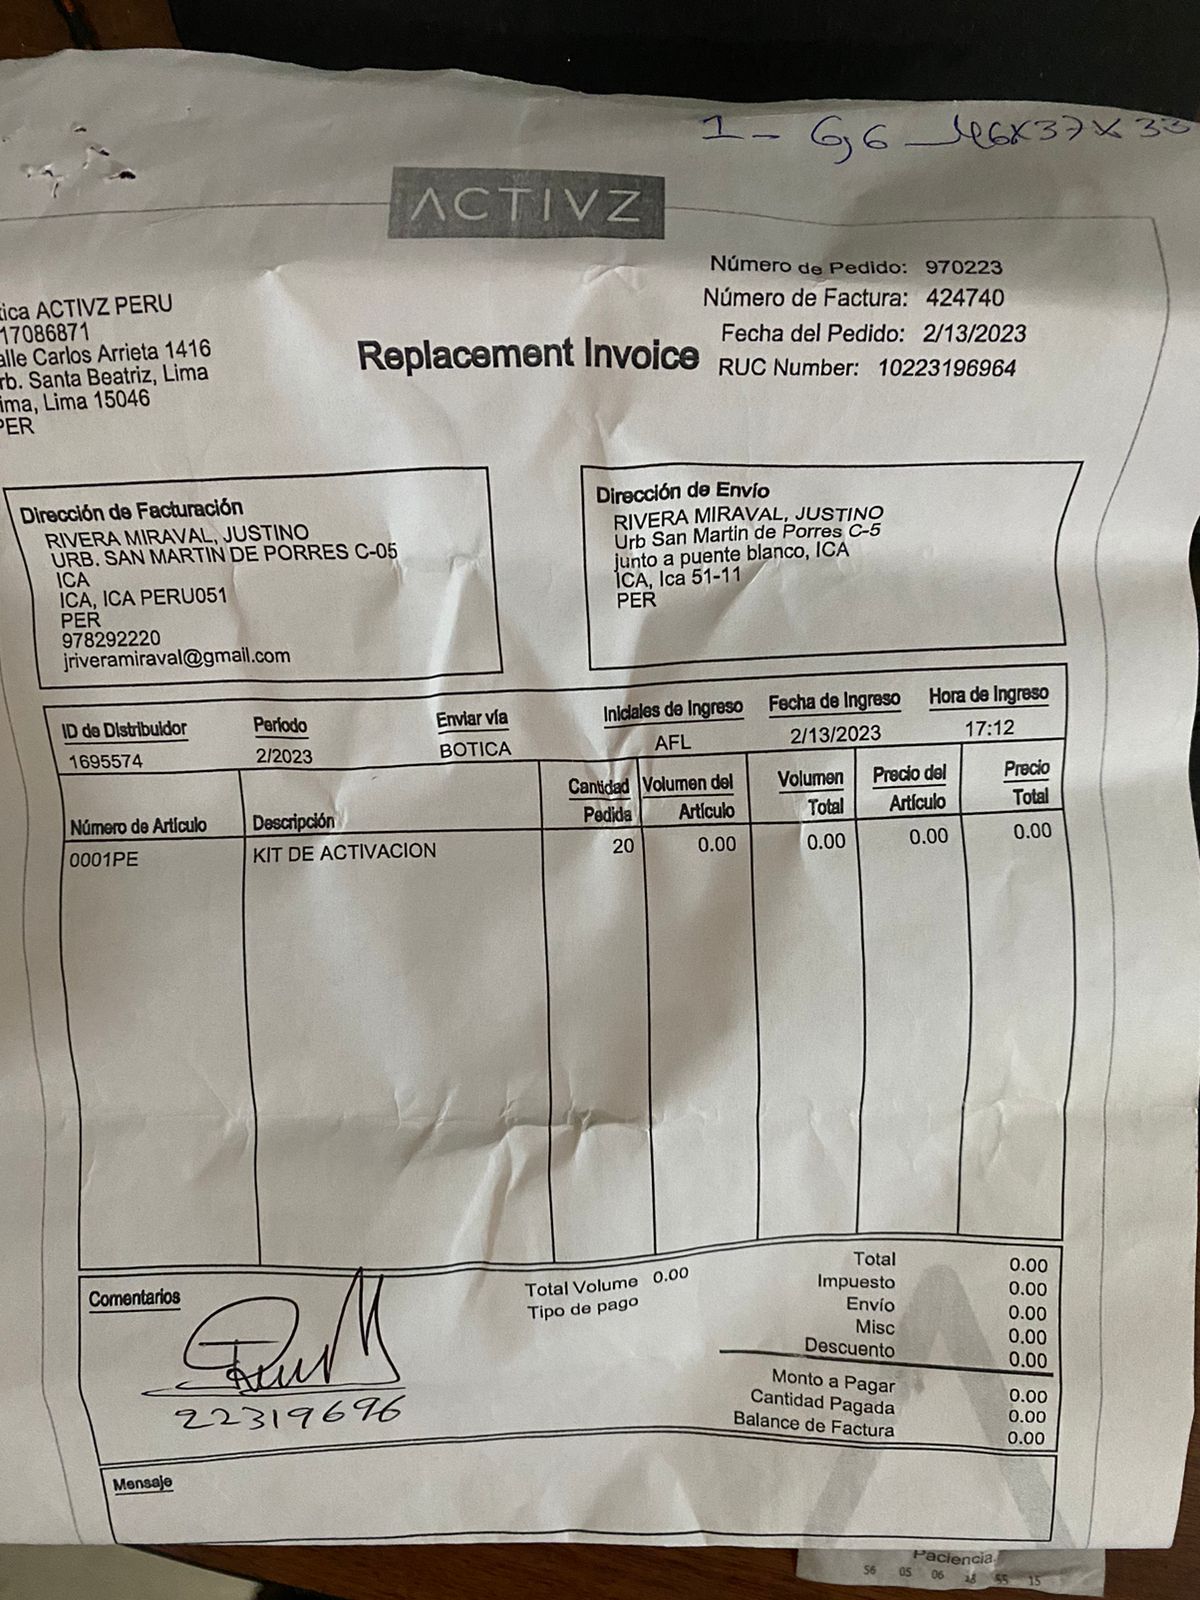 1 - 6,6 - 46x37x33
ACTIVZ
Número de Pedido: 970223
Número de Factura: 424740
Fecha del Pedido: 2/13/2023
RUC Number: 10223196964
tica ACTIVZ PERU
17086871
alle Carlos Arrieta 1416
rb. Santa Beatriz, Lima
ima, Lima 15046
PER
Replacement Invoice
Dirección de Facturación
RIVERA MIRAVAL, JUSTINO
URB. SAN MARTIN DE PORRES C-05
ICA
ICA, ICA PERU051
PER
978292220
jriveramiraval@gmail.com
Dirección de Envío
RIVERA MIRAVAL, JUSTINO
Urb San Martin de Porres C-5
junto a puente blanco, ICA
ICA, Ica 51-11
PER
ID de Distribuidor Período Enviar vía Iniciales de Ingreso Fecha de Ingreso Hora de Ingreso
1695574 2/2023 BOTICA AFL 2/13/2023 17:12
Número de Artículo Descripción Cantidad Pedida Volumen del Artículo Volumen Total Precio del Artículo Precio Total
0001PE KIT DE ACTIVACION 20 0.00 0.00 0.00 0.00
Comentarios
22319696
Total Volume 0.00
Tipo de pago
Total 0.00
Impuesto 0.00
Envío 0.00
Misc 0.00
Descuento 0.00
Monto a Pagar 0.00
Cantidad Pagada 0.00
Balance de Factura 0.00
Mensaje
Paciencia
56 05 06 55 15